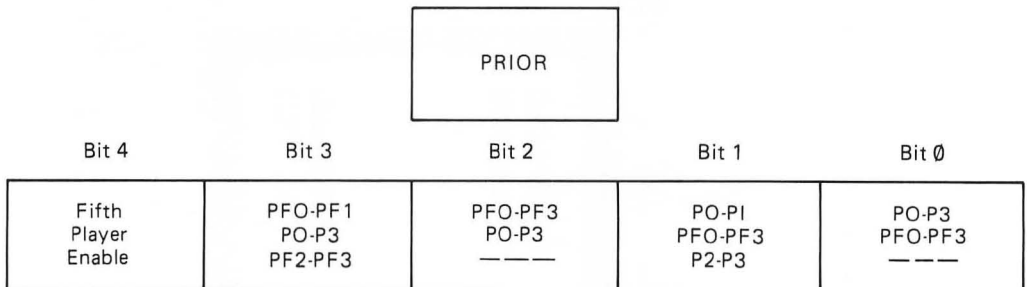 PRIOR
Bit 4 Bit 3 Bit 2 Bit 1 Bit Ø
Fifth PFO-PF1 PFO-PF3 PO-PI PO-P3
Player PO-P3 PO-P3 PFO-PF3 PFO-PF3
Enable PF2-PF3 ——— P2-P3 ———